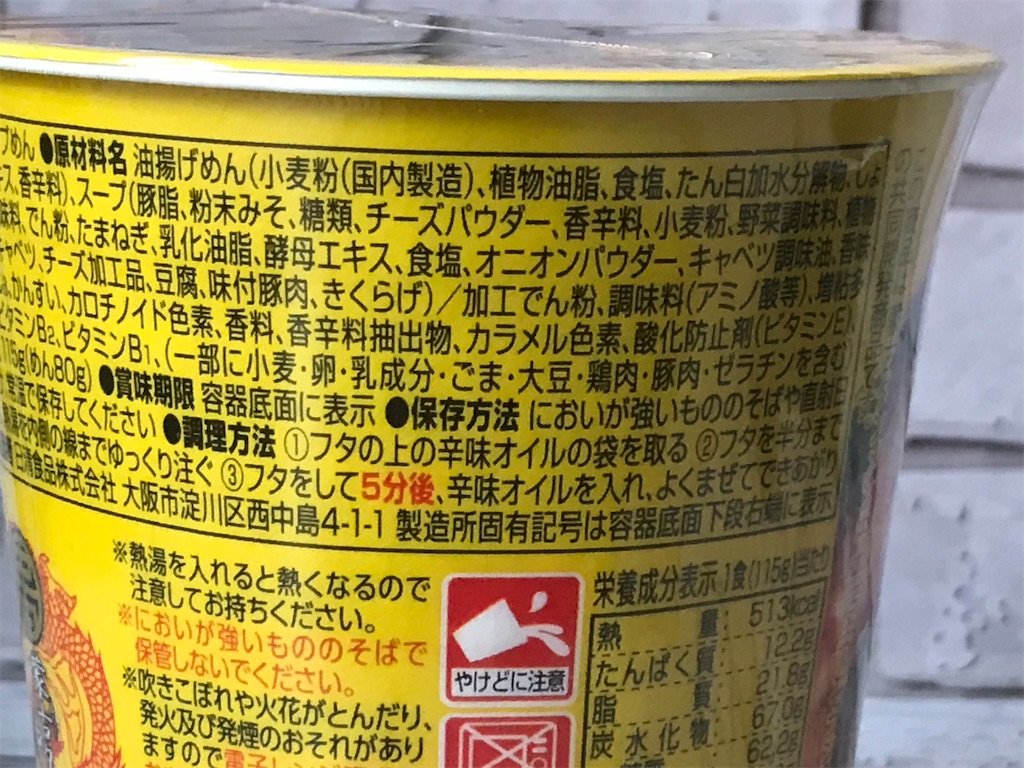 プめん ●原材料名 油揚げめん(小麦粉(国内製造)、植物油脂、食塩、たん白加水分解物、しょ
ス、香辛料)、スープ(豚脂、粉末みそ、糖類、チーズパウダー、香辛料、小麦粉、野菜調味料、植物
味料、でん粉、たまねぎ、乳化油脂、酵母エキス、食塩、オニオンパウダー、キャベツ調味油、香味
ャベツ、チーズ加工品、豆腐、味付豚肉、きくらげ)/加工でん粉、調味料(アミノ酸等)、増粘多
かんすい、カロチノイド色素、香料、香辛料抽出物、カラメル色素、酸化防止剤(ビタミンE)、
ビタミンB2、ビタミンB1、(一部に小麦・卵・乳成分・ごま・大豆・鶏肉・豚肉・ゼラチンを含む)
115g(めん80g) ●賞味期限 容器底面に表示 ●保存方法 においが強いもののそばや直射日
常温で保存してください ●調理方法 ①フタの上の辛味オイルの袋を取る ②フタを半分まで
内側の線までゆっくり注ぐ ③フタをして5分後、辛味オイルを入れ、よくまぜてできあがり
日清食品株式会社 大阪市淀川区西中島4-1-1 製造所固有記号は容器底面下段右端に表示
※熱湯を入れると熱くなるので
注意してお持ちください。
※においが強いもののそばで
保管しないでください。
※吹きこぼれや火花がとんだり、
発火及び発煙のおそれがあり
ますので電子レンジ
やけどに注意
栄養成分表示 1食(115g)当たり
熱量: 513kcal
たんぱく質: 12.2g
脂質: 21.8g
炭水化物: 67.0g
62.2g